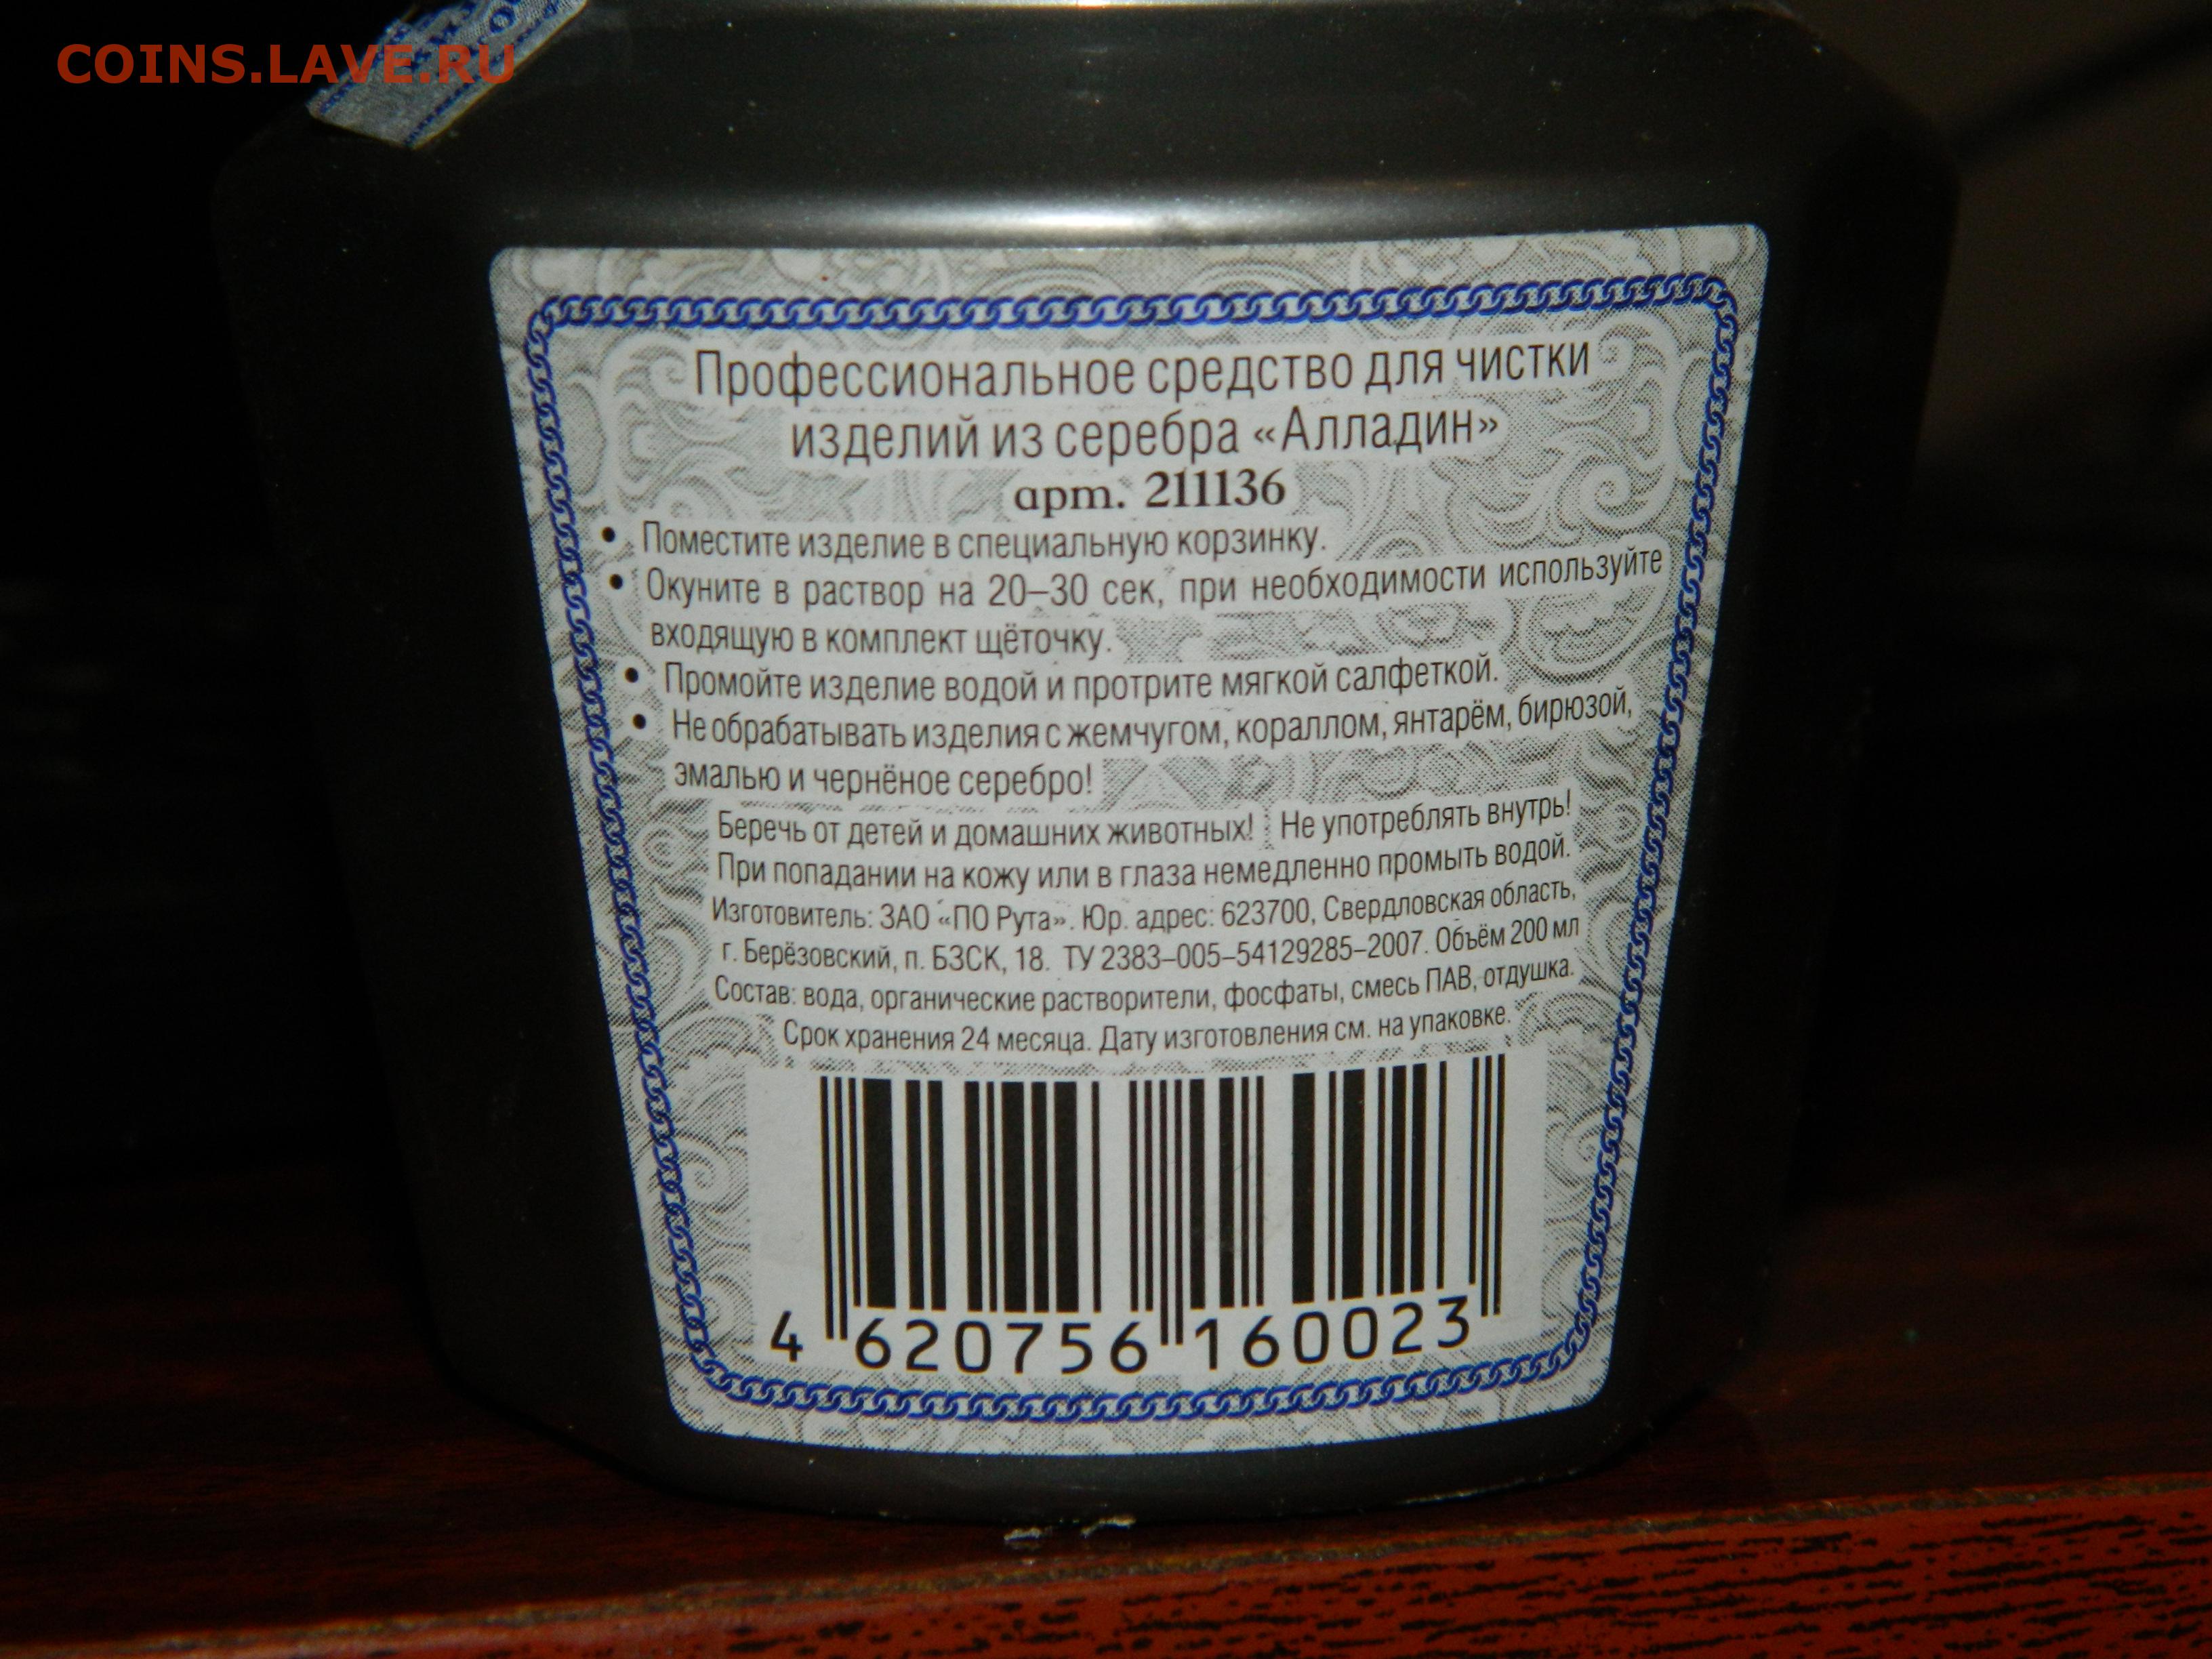 COINS.LAVE.RU
Профессиональное средство для чистки
изделий из серебра «Алладин»
арт. 211136
• Поместите изделие в специальную корзинку.
• Окуните в раствор на 20–30 сек, при необходимости используйте
входящую в комплект щёточку.
• Промойте изделие водой и протрите мягкой салфеткой.
• Не обрабатывать изделия с жемчугом, кораллом, янтарём, бирюзой,
эмалью и чернёное серебро!
Беречь от детей и домашних животных! Не употреблять внутрь!
При попадании на кожу или в глаза немедленно промыть водой.
Изготовитель: ЗАО «ПО Рута». Юр. адрес: 623700, Свердловская область,
г. Берёзовский, п. БЗСК, 18. ТУ 2383–005–54129285–2007. Объём 200 мл
Состав: вода, органические растворители, фосфаты, смесь ПАВ, отдушка.
Срок хранения 24 месяца. Дату изготовления см. на упаковке.
4 620756 160023